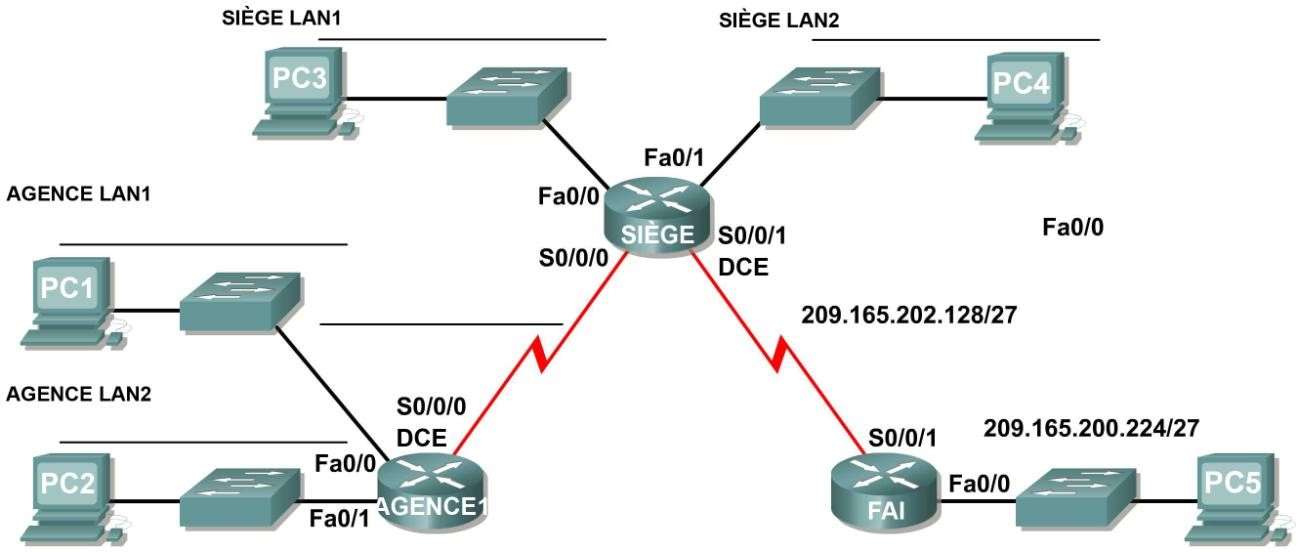 SIÈGE LAN1
SIÈGE LAN2
PC3
PC4
Fa0/1
Fa0/0
AGENCE LAN1
SIÈGE
S0/0/1
DCE
Fa0/0
S0/0/0
PC1
209.165.202.128/27
AGENCE LAN2
S0/0/0
DCE
S0/0/1
209.165.200.224/27
Fa0/0
PC2
Fa0/1
AGENCE1
FAI
Fa0/0
PC5